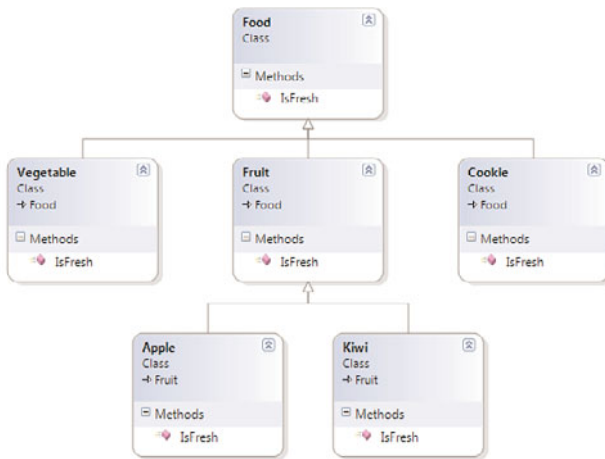 Food
Class
Methods
IsFresh
Vegetable
Class
Food
Methods
IsFresh
Fruit
Class
Food
Methods
IsFresh
Cookie
Class
Food
Methods
IsFresh
Apple
Class
Fruit
Methods
IsFresh
Kiwi
Class
Fruit
Methods
IsFresh